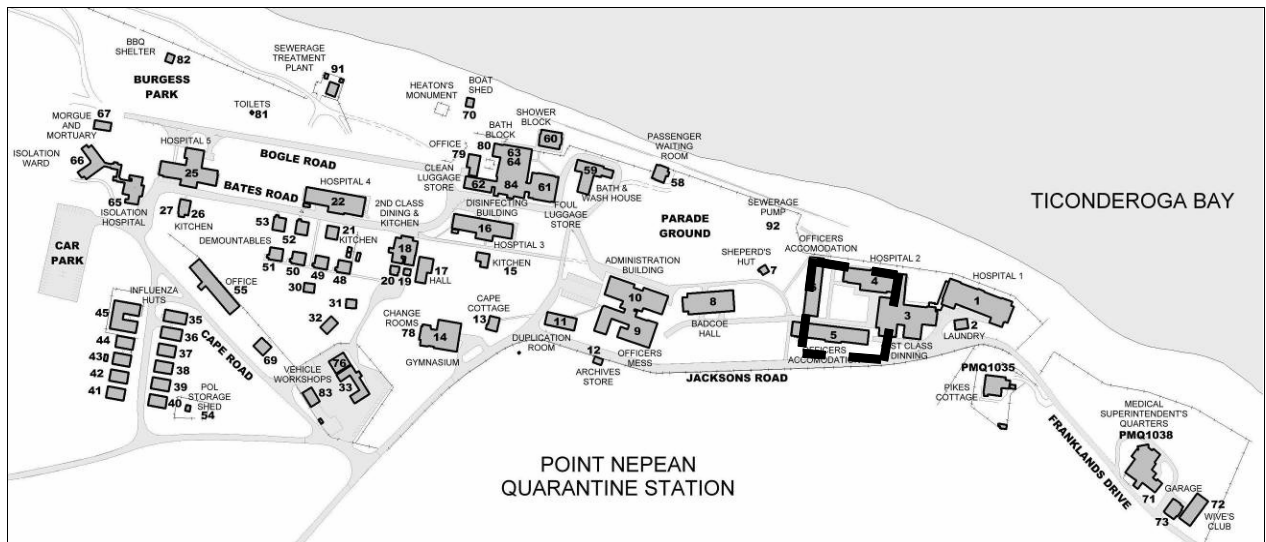 BBQ
SHELTER
82
BURGESS
PARK
SEWERAGE
TREATMENT
PLANT
91
TOILETS
81
HEATON'S
MONUMENT
BOAT
SHED
70
67
MORGUE
AND
MORTUARY
ISOLATION
WARD
66
65
ISOLATION
HOSPITAL
HOSPITAL 5
25
BOGLE ROAD
BATES ROAD
HOSPITAL 4
22
27
26
KITCHEN
OFFICE
79
CLEAN
LUGGAGE
STORE
80
BATH
BLOCK
SHOWER
BLOCK
60
63
64
62
84
61
DISINFECTING
BUILDING
FOUL
LUGGAGE
STORE
59
BATH &
WASH HOUSE
PASSENGER
WAITING
ROOM
58
TICONDEROGA BAY
PARADE
GROUND
SEWERAGE
PUMP
92
CAR
PARK
53
52
DEMOUNTABLES
51
50
49
48
21
KITCHEN
30
31
32
2ND CLASS
DINING &
KITCHEN
18
20
19
17
HALL
16
HOSPTIAL 3
KITCHEN
15
OFFICE
55
CAPE ROAD
69
INFLUENZA
HUTS
45
44
43
42
41
35
36
37
38
39
40
POL
STORAGE
SHED
54
VEHICLE
WORKSHOPS
76
33
83
CHANGE
ROOMS
78
14
GYMNASIUM
CAPE
COTTAGE
13
11
DUPLICATION
ROOM
12
ARCHIVES
STORE
ADMINISTRATION
BUILDING
10
9
OFFICERS
MESS
8
BADCOE
HALL
SHEPERD'S
HUT
7
OFFICERS
ACCOMODATION
HOSPITAL 2
4
5
OFFICERS
ACCOMODATION
3
ST CLASS
DINNING
HOSPITAL 1
1
2
LAUNDRY
JACKSONS ROAD
PMQ1035
PIKES
COTTAGE
FRANKLANDS DRIVE
MEDICAL
SUPERINTENDENT'S
QUARTERS
PMQ1038
71
GARAGE
73
72
WIVE'S
CLUB
POINT NEPEAN
QUARANTINE STATION